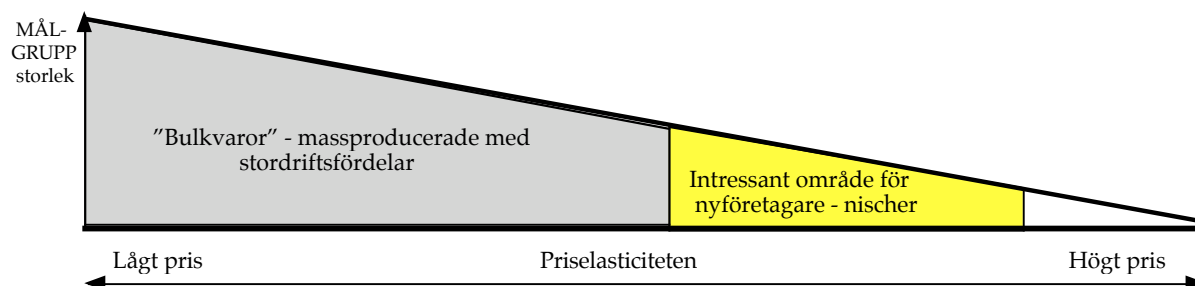 MÅL-
GRUPP
storlek
”Bulkvaror” - massproducerade med
stordriftsfördelar
Intressant område för
nyföretagare - nischer
Lågt pris
Priselasticiteten
Högt pris